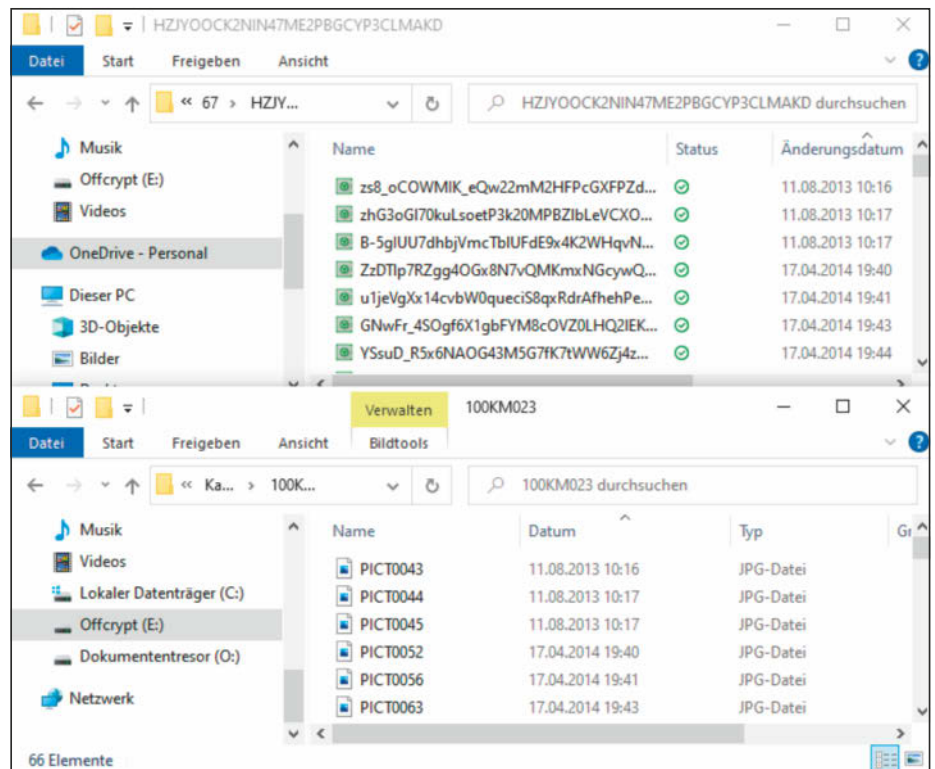 HZJYOOCK2NIN47ME2PBGCYP3CLMAKD
Datei Start Freigeben Ansicht
« 67 › HZJY... HZJYOOCK2NIN47ME2PBGCYP3CLMAKD durchsuchen
Musik Name Status Änderungsdatum
Offcrypt (E:) zs8_oCOWMIK_eQw22mM2HFPcGXFPZd... 11.08.2013 10:16
Videos zhG3oGI70kuLsoetP3k20MPBZIbLeVCXO... 11.08.2013 10:17
B-5gIUU7dhbjVmcTbIUFdE9x4K2WHqvN... 11.08.2013 10:17
OneDrive - Personal
ZzDTIp7RZgg4OGx8N7vQMKmxNGcywQ... 17.04.2014 19:40
Dieser PC u1jeVgXx14cvbW0queciS8qxRdrAfhehPe... 17.04.2014 19:41
3D-Objekte GNwFr_4SOgf6X1gbFYM8cOVZ0LHQ2IEK... 17.04.2014 19:43
Bilder YSsuD_R5x6NAOG43M5G7fK7tWW6Zj4z... 17.04.2014 19:44
Verwalten 100KM023
Datei Start Freigeben Ansicht Bildtools
« Ka... › 100K... 100KM023 durchsuchen
Musik Name Datum Typ Gr
Videos PICT0043 11.08.2013 10:16 JPG-Datei
Lokaler Datenträger (C:) PICT0044 11.08.2013 10:17 JPG-Datei
Offcrypt (E:) PICT0045 11.08.2013 10:17 JPG-Datei
Dokumententresor (O:) PICT0052 17.04.2014 19:40 JPG-Datei
PICT0056 17.04.2014 19:41 JPG-Datei
Netzwerk PICT0063 17.04.2014 19:43 JPG-Datei
66 Elemente